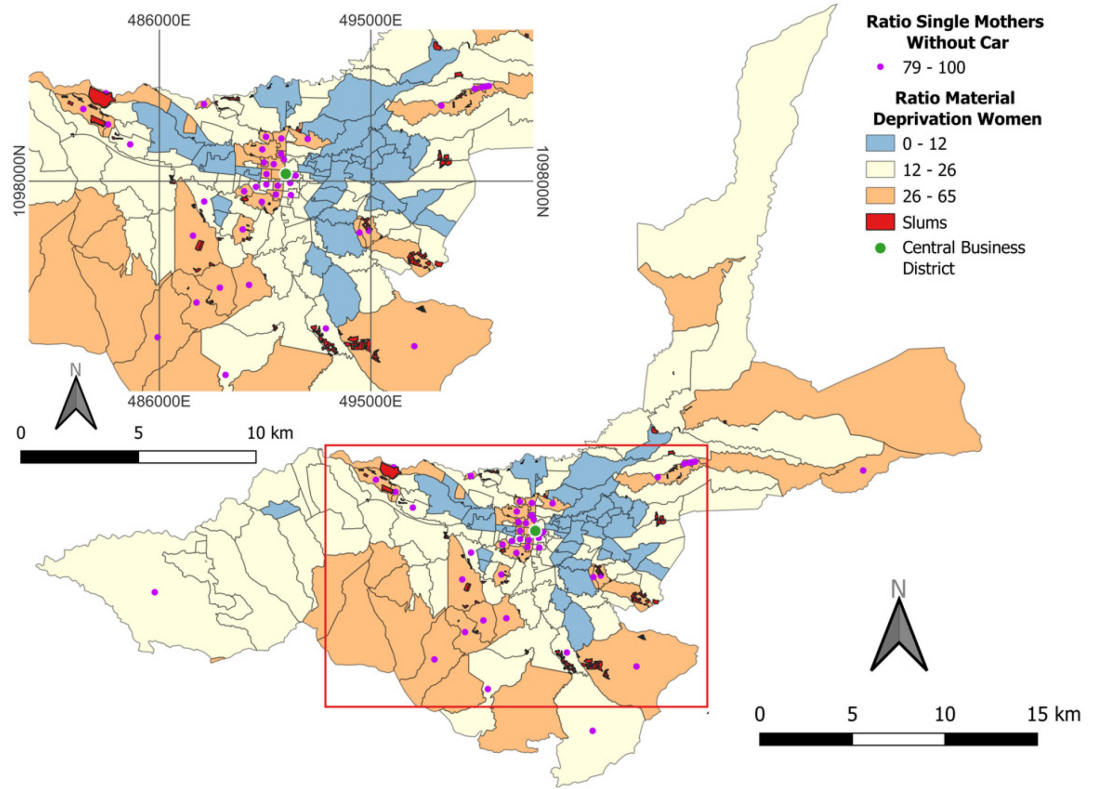 486000E
495000E
1098000N
1098000N
486000E
495000E
N
0
5
10 km
Ratio Single Mothers
Without Car
79 - 100
Ratio Material
Deprivation Women
0 - 12
12 - 26
26 - 65
Slums
Central Business
District
N
0
5
10
15 km